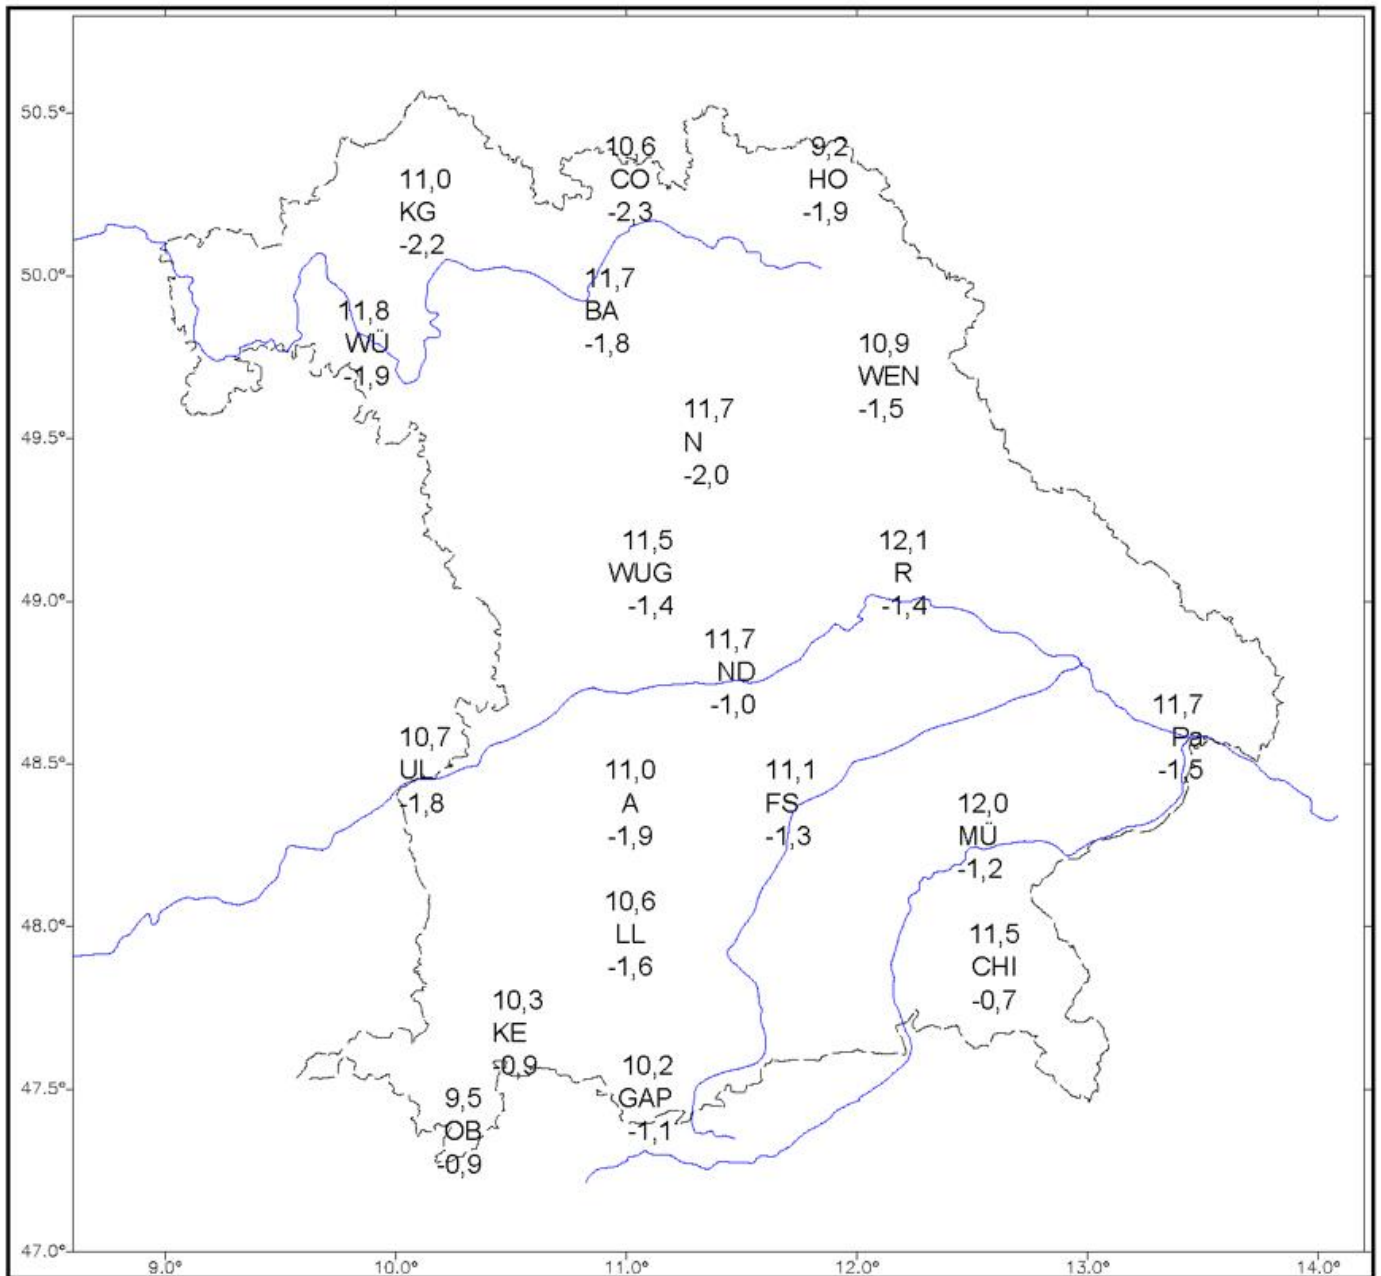 50.5°
10,6
CO
-2,3
9,2
HO
-1,9
11,0
KG
-2,2
50.0°
11,7
BA
-1,8
11,8
WÜ
-1,9
10,9
WEN
-1,5
49.5°
11,7
N
-2,0
11,5
WUG
-1,4
12,1
R
-1,4
49.0°
11,7
ND
-1,0
11,7
Pa
-1,5
10,7
UL
-1,8
48.5°
11,0
A
-1,9
11,1
FS
-1,3
12,0
MÜ
-1,2
10,6
LL
-1,6
48.0°
11,5
CHI
-0,7
10,3
KE
-0,9
10,2
GAP
-1,1
47.5°
9,5
OB
-0,9
47.0°
9.0°
10.0°
11.0°
12.0°
13.0°
14.0°